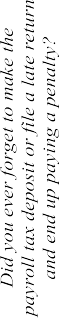 Did you ever forget to make the
payroll tax deposit or file a late return
and end up paying a penalty?